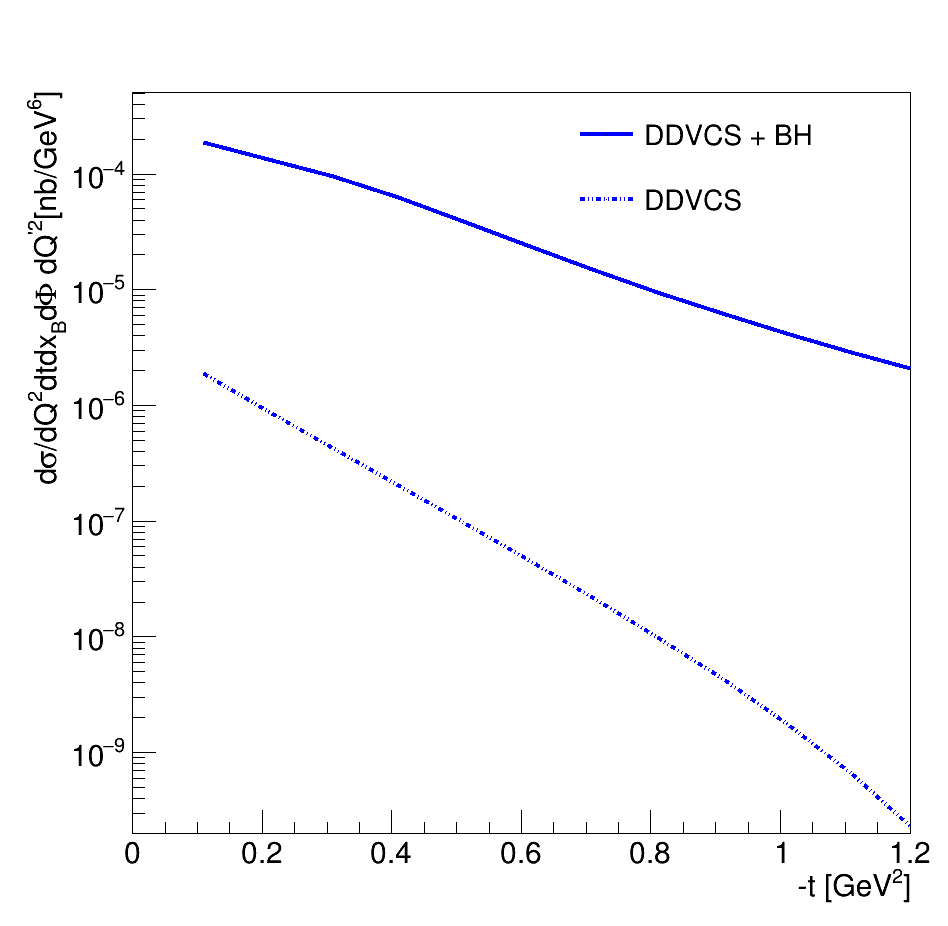 dσ/dQ²dtdx_BdΦ dQ'²[nb/GeV⁶]
DDVCS + BH
DDVCS
10⁻⁴
10⁻⁵
10⁻⁶
10⁻⁷
10⁻⁸
10⁻⁹
0 0.2 0.4 0.6 0.8 1 1.2
-t [GeV²]